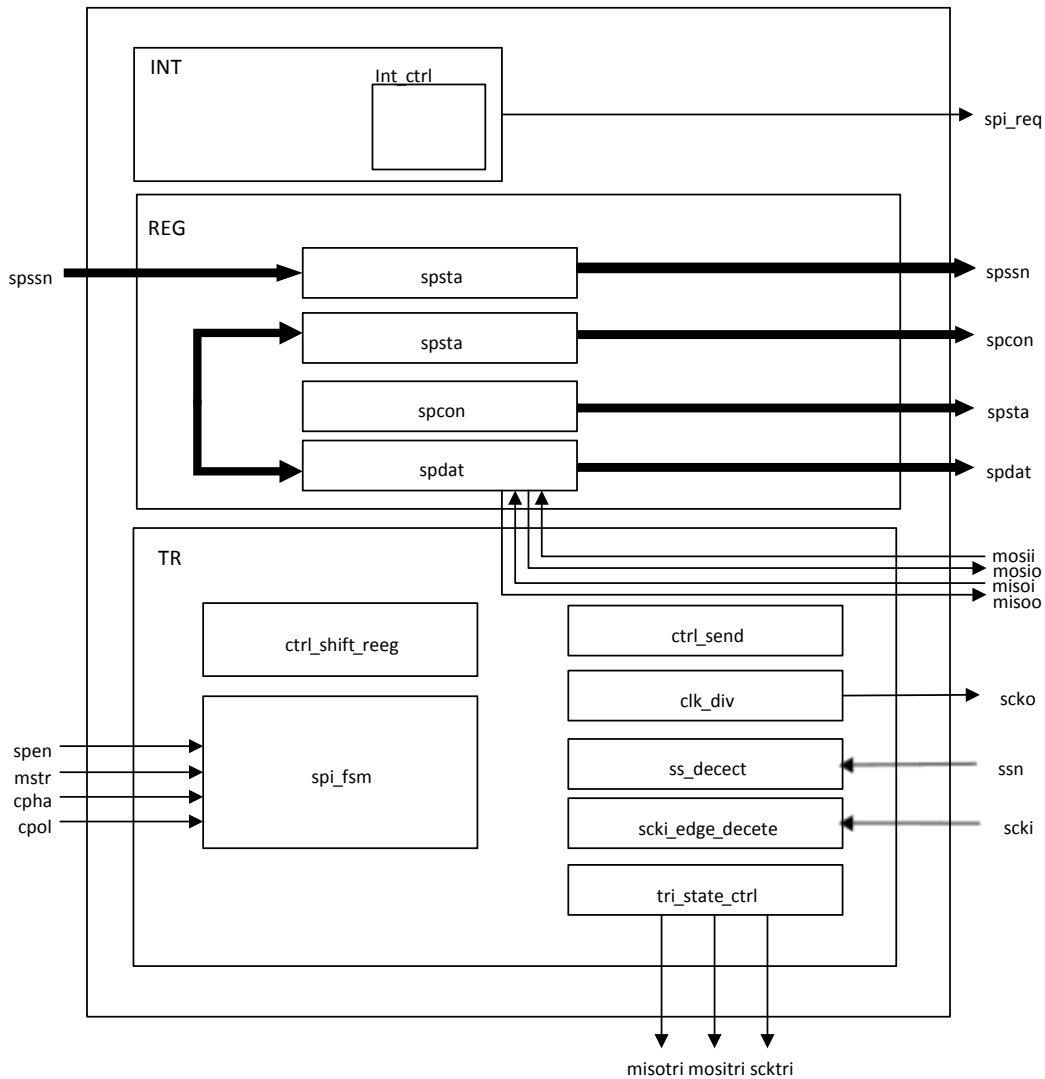 INT
Int_ctrl
spi_req
REG
spssn
spsta
spssn
spsta
spcon
spcon
spsta
spdat
spdat
TR
mosii
mosio
misoi
misoo
ctrl_shift_reeg
ctrl_send
clk_div
scko
spen
mstr
cpha
cpol
spi_fsm
ss_decect
ssn
scki_edge_decete
scki
tri_state_ctrl
misotri mositri scktri